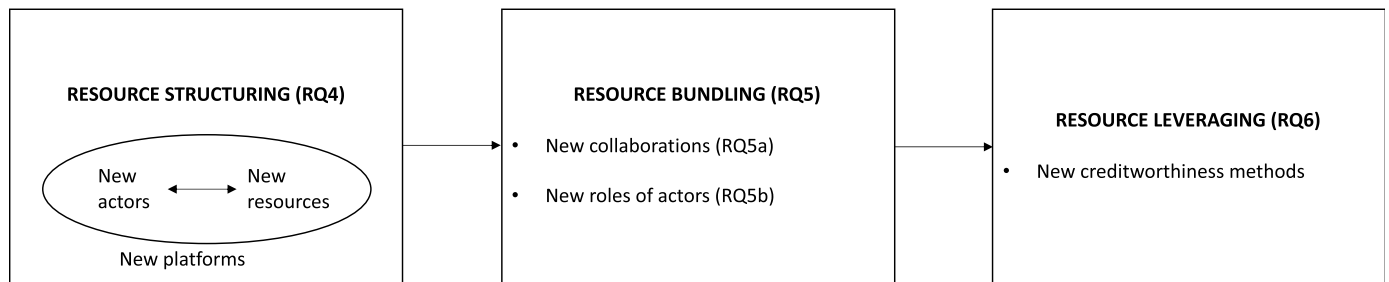 RESOURCE STRUCTURING (RQ4)
New actors
New resources
New platforms
RESOURCE BUNDLING (RQ5)
• New collaborations (RQ5a)
• New roles of actors (RQ5b)
RESOURCE LEVERAGING (RQ6)
• New creditworthiness methods